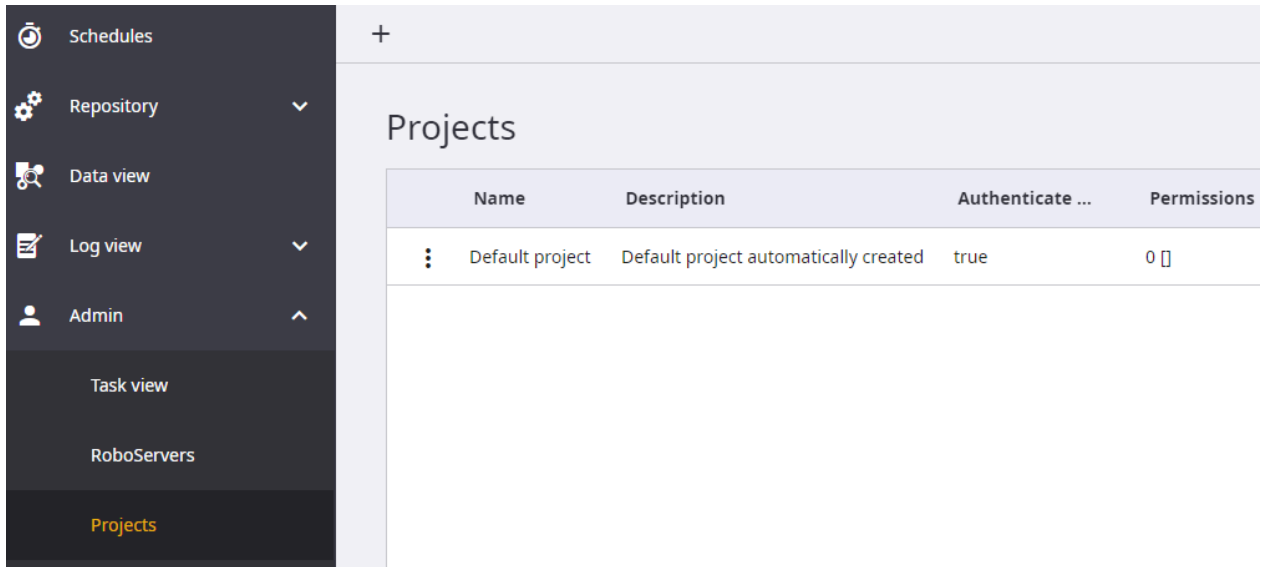 Schedules
+
Repository
Projects
Data view
Name Description Authenticate ... Permissions
Log view
Default project Default project automatically created true 0 []
Admin
Task view
RoboServers
Projects